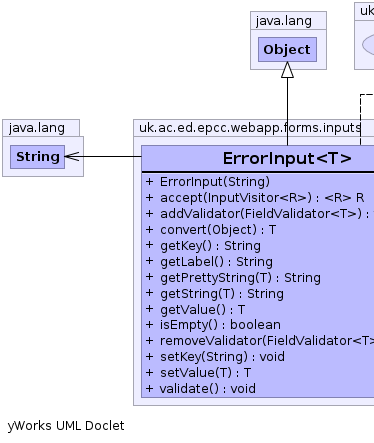 java.lang
uk
Object
uk.ac.ed.epcc.webapp.forms.inputs
java.lang
String
ErrorInput<T>
+ ErrorInput(String)
+ accept(InputVisitor<R>) : <R> R
+ addValidator(FieldValidator<T>) :
+ convert(Object) : T
+ getKey() : String
+ getLabel() : String
+ getPrettyString(T) : String
+ getString(T) : String
+ getValue() : T
+ isEmpty() : boolean
+ removeValidator(FieldValidator<T>
+ setKey(String) : void
+ setValue(T) : T
+ validate() : void
yWorks UML Doclet